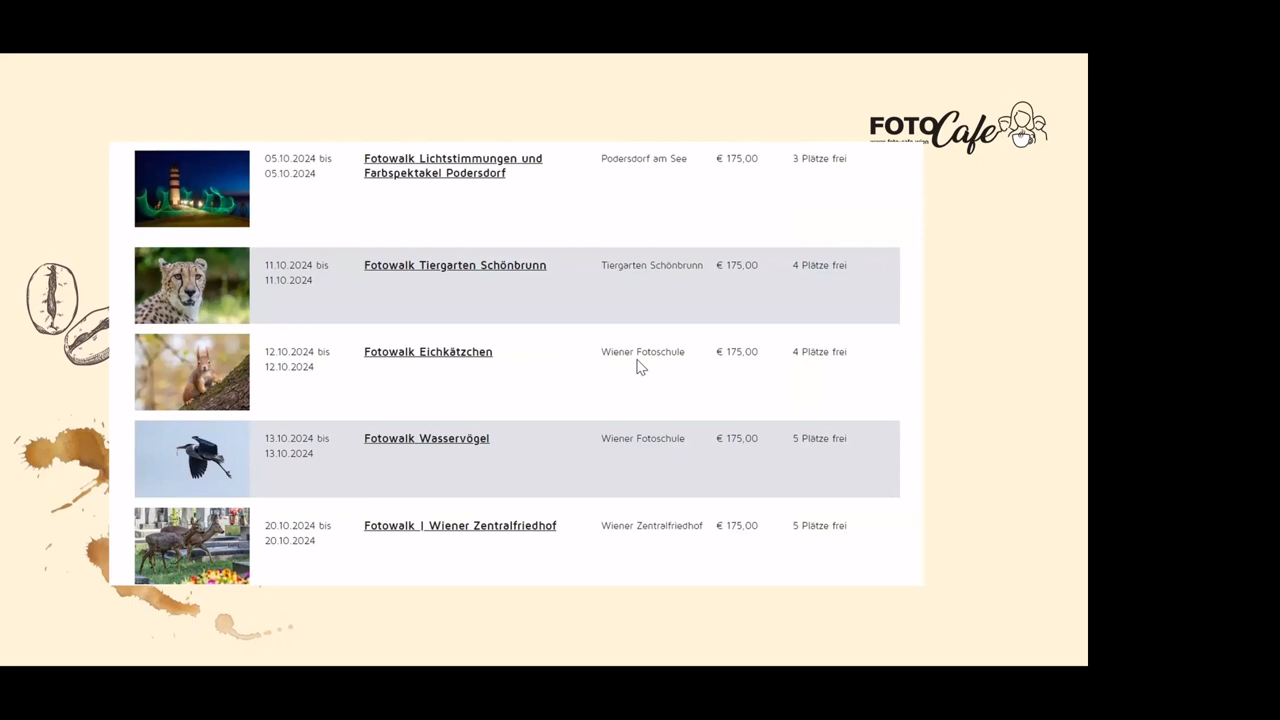 FOTOCafe
05.10.2024 bis
05.10.2024
Fotowalk Lichtstimmungen und
Farbspektakel Podersdorf
Podersdorf am See
€ 175,00
3 Plätze frei
11.10.2024 bis
11.10.2024
Fotowalk Tiergarten Schönbrunn
Tiergarten Schönbrunn
€ 175,00
4 Plätze frei
12.10.2024 bis
12.10.2024
Fotowalk Eichkätzchen
Wiener Fotoschule
€ 175,00
4 Plätze frei
13.10.2024 bis
13.10.2024
Fotowalk Wasservögel
Wiener Fotoschule
€ 175,00
5 Plätze frei
20.10.2024 bis
20.10.2024
Fotowalk | Wiener Zentralfriedhof
Wiener Zentralfriedhof
€ 175,00
5 Plätze frei